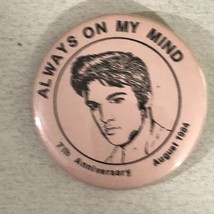 ALWAYS ON MY MIND
7th Anniversary
August 1984